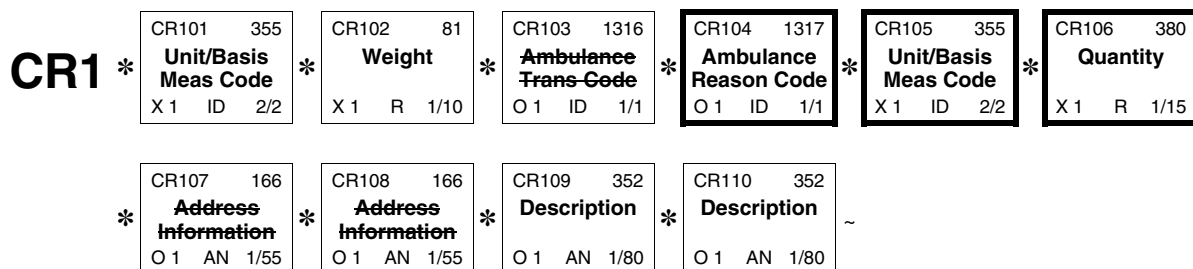 CR101 355 CR102 81 CR103 1316 CR104 1317 CR105 355 CR106 380
CR1 * Unit/Basis Meas Code * Weight * Ambulance Trans Code * Ambulance Reason Code * Unit/Basis Meas Code * Quantity
X 1 ID 2/2 X 1 R 1/10 O 1 ID 1/1 O 1 ID 1/1 X 1 ID 2/2 X 1 R 1/15
CR107 166 CR108 166 CR109 352 CR110 352
* Address Information * Address Information * Description * Description ~
O 1 AN 1/55 O 1 AN 1/55 O 1 AN 1/80 O 1 AN 1/80